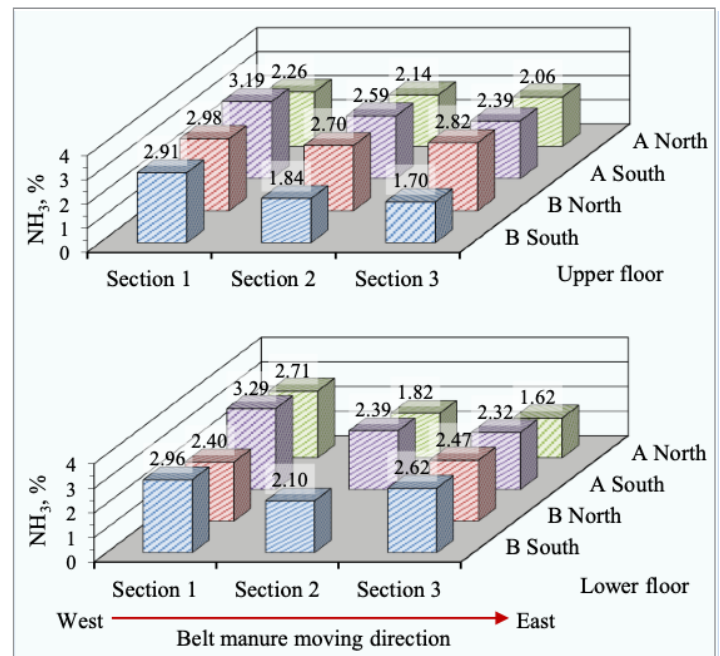 2.26
3.19
2.14
2.06
2.98
2.59
2.39
2.91
2.70
2.82
1.84
1.70
4
3
2
1
0
NH3, %
A North
A South
B North
B South
Section 1 Section 2 Section 3
Upper floor
2.71
3.29
1.82
1.62
2.40
2.39
2.32
2.96
2.47
2.10
2.62
4
3
2
1
0
NH3, %
A North
A South
B North
B South
Section 1 Section 2 Section 3
Lower floor
West East
Belt manure moving direction